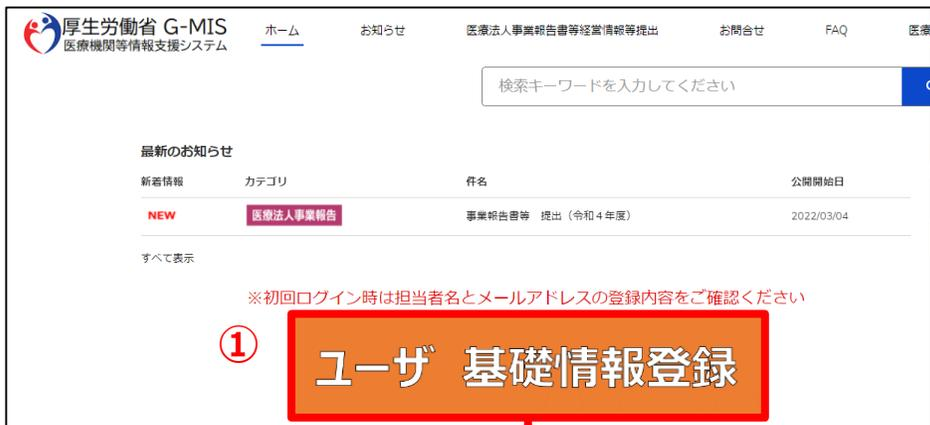 厚生労働省 G-MIS
医療機関等情報支援システム
ホーム お知らせ 医療法人事業報告書等経営情報等提出 お問合せ FAQ 医療
検索キーワードを入力してください
最新のお知らせ
新着情報 カテゴリ 件名 公開開始日
NEW 医療法人事業報告 事業報告書等 提出(令和4年度) 2022/03/04
すべて表示
※初回ログイン時は担当者名とメールアドレスの登録内容をご確認ください
①
ユーザ 基礎情報登録